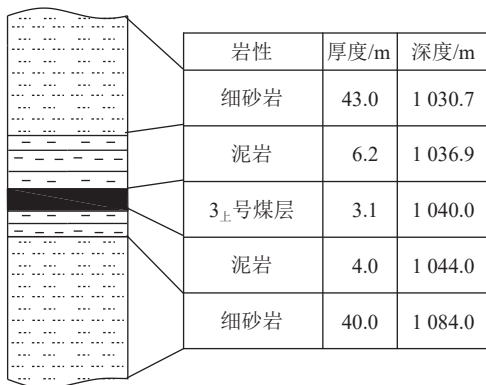 岩性 厚度/m 深度/m
细砂岩 43.0 1 030.7
泥岩 6.2 1 036.9
3上号煤层 3.1 1 040.0
泥岩 4.0 1 044.0
细砂岩 40.0 1 084.0